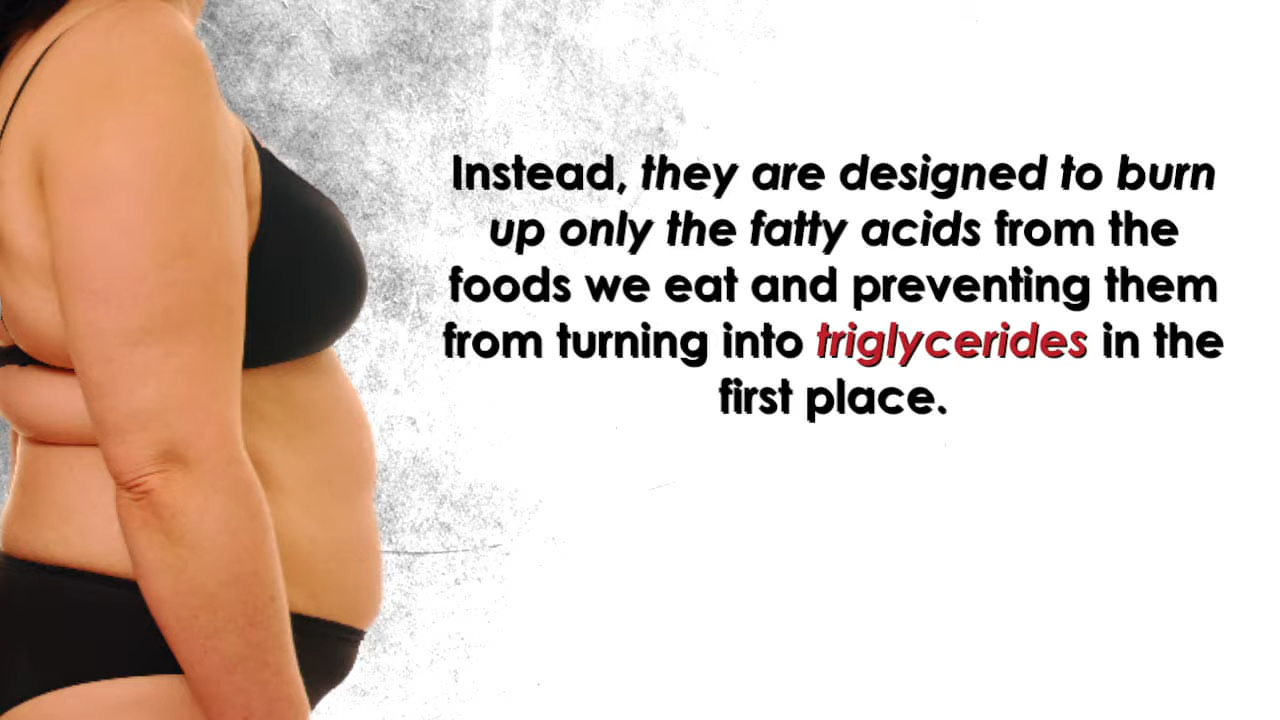 Instead, they are designed to burn
up only the fatty acids from the
foods we eat and preventing them
from turning into triglycerides in the
first place.